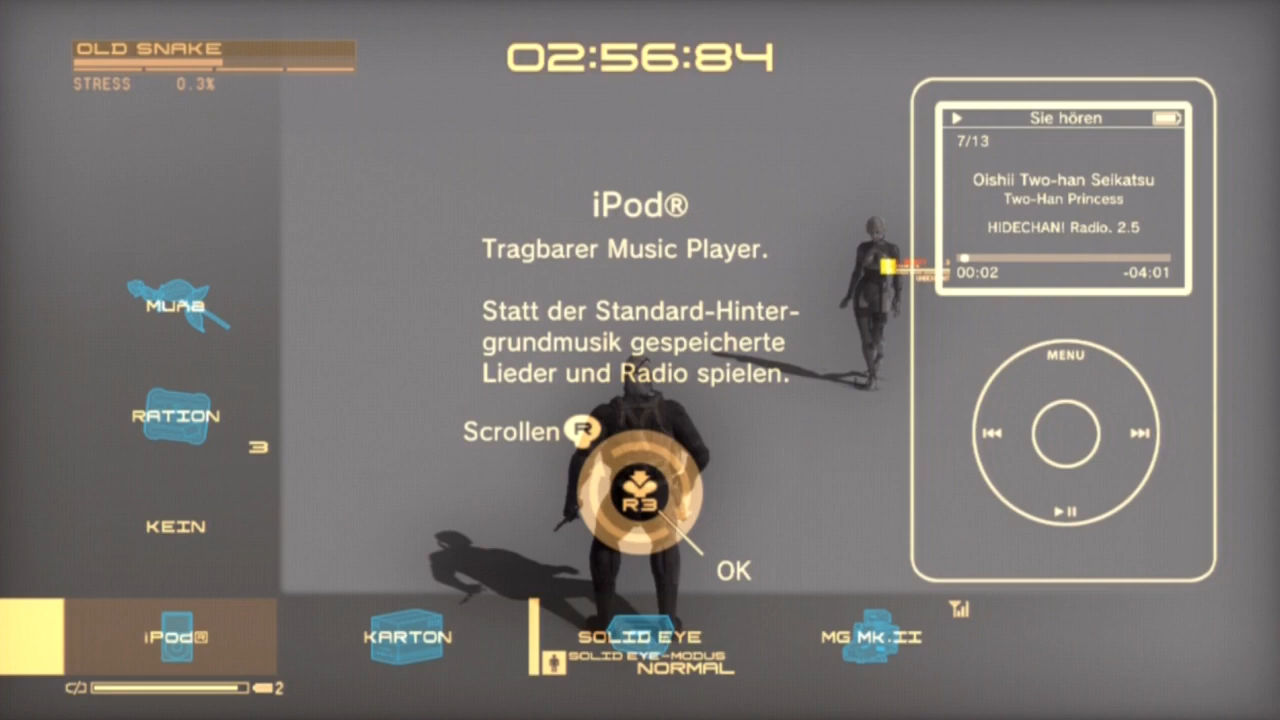 OLD SNAKE
STRESS 0.3%
02:56:84
Sie hören
7/13
Oishii Two-han Seikatsu
Two-Han Princess
HIDECHAN! Radio. 2.5
00:02 -04:01
MENU
iPod®
Tragbarer Music Player.
Statt der Standard-Hinter-
grundmusik gespeicherte
Lieder und Radio spielen.
Scrollen R
R3
OK
MUNA
RATION
3
KEIN
iPod®
KARTON
SOLID EYE
SOLID EYE-MODUS
NORMAL
MG Mk.II
2